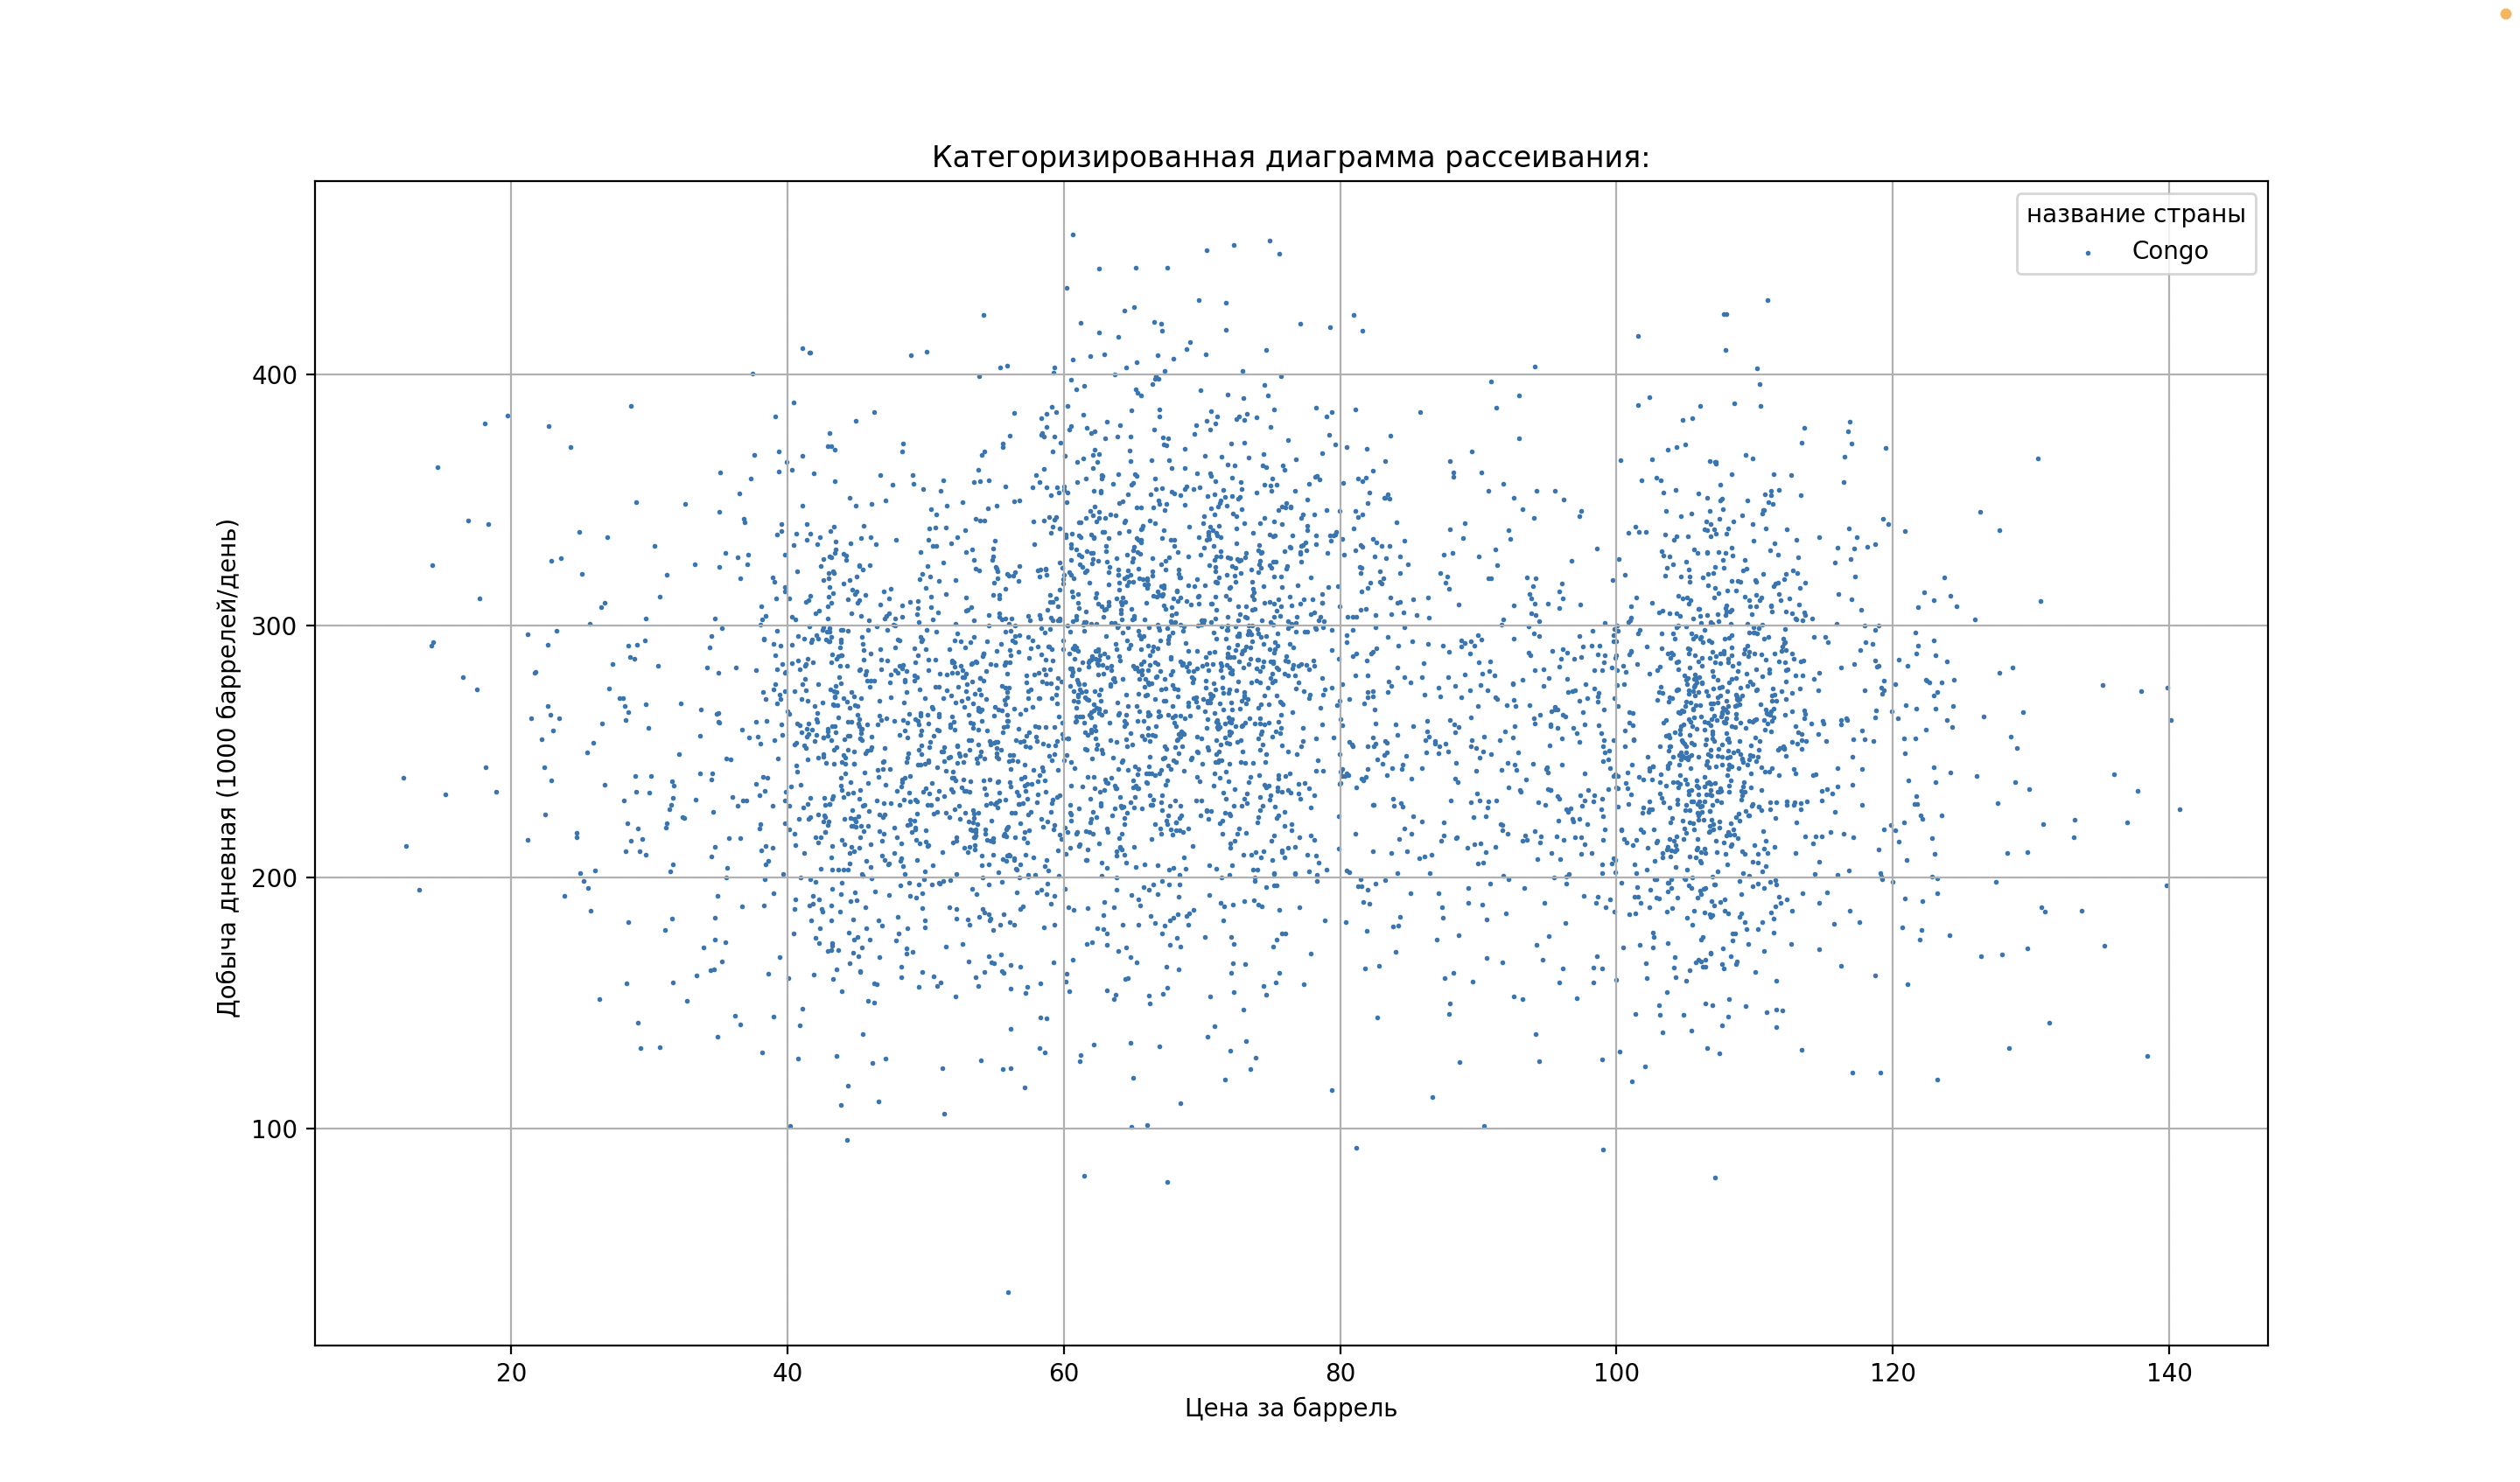 Категоризированная диаграмма рассеивания:
название страны
Congo
Добыча дневная (1000 баррелей/день)
400
300
200
100
20 40 60 80 100 120 140
Цена за баррель